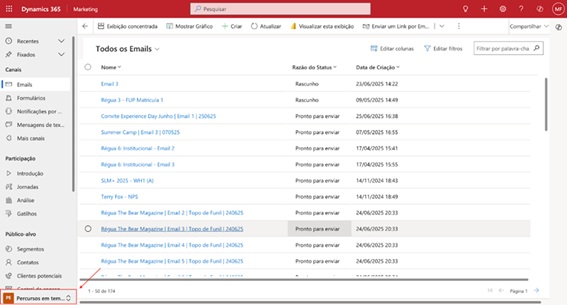 Dynamics 365
Marketing
Pesquisar
MF
Exibição concentrada
Mostrar Gráfico
Criar
Atualizar
Visualizar esta exibição
Enviar um Link por Em...
Compartilhar
Recentes
Fixados
Canais
Emails
Formulários
Notificações por ...
Mensagens de tex...
Mais canais
Participação
Introdução
Jornadas
Análise
Gatilhos
Público-alvo
Segmentos
Contatos
Clientes potenciais
PE Percursos em tem...
Todos os Emails
Editar colunas
Editar filtros
Filtrar por palavra-cha
Nome Razão do Status Data de Criação
Email 3 Rascunho 23/06/2025 14:22
Régua 3 - FUP Matrícula 1 Rascunho 09/05/2025 14:49
Convite Experience Day Junho | Email 1 | 250625 Pronto para enviar 25/06/2025 16:38
Summer Camp | Email 3 | 070525 Pronto para enviar 07/05/2025 16:55
Régua 6: Institucional - Email 2 Pronto para enviar 17/04/2025 15:41
Régua 6: Institucional - Email 3 Pronto para enviar 17/04/2025 15:55
SLM+ 2025 - WH1 (A) Pronto para enviar 14/11/2024 18:43
Terry Fox - NPS Pronto para enviar 14/11/2024 18:49
Régua The Bear Magazine | Email 2 | Topo de Funil | 240625 Pronto para enviar 24/06/2025 20:33
Régua The Bear Magazine | Email 3 | Topo de Funil | 240625 Pronto para enviar 24/06/2025 20:33
Régua The Bear Magazine | Email 4 | Topo de Funil | 240625 Pronto para enviar 24/06/2025 20:33
Régua The Bear Magazine | Email 5 | Topo de Funil | 240625 Pronto para enviar 24/06/2025 20:33
1 - 50 de 174
Página 1